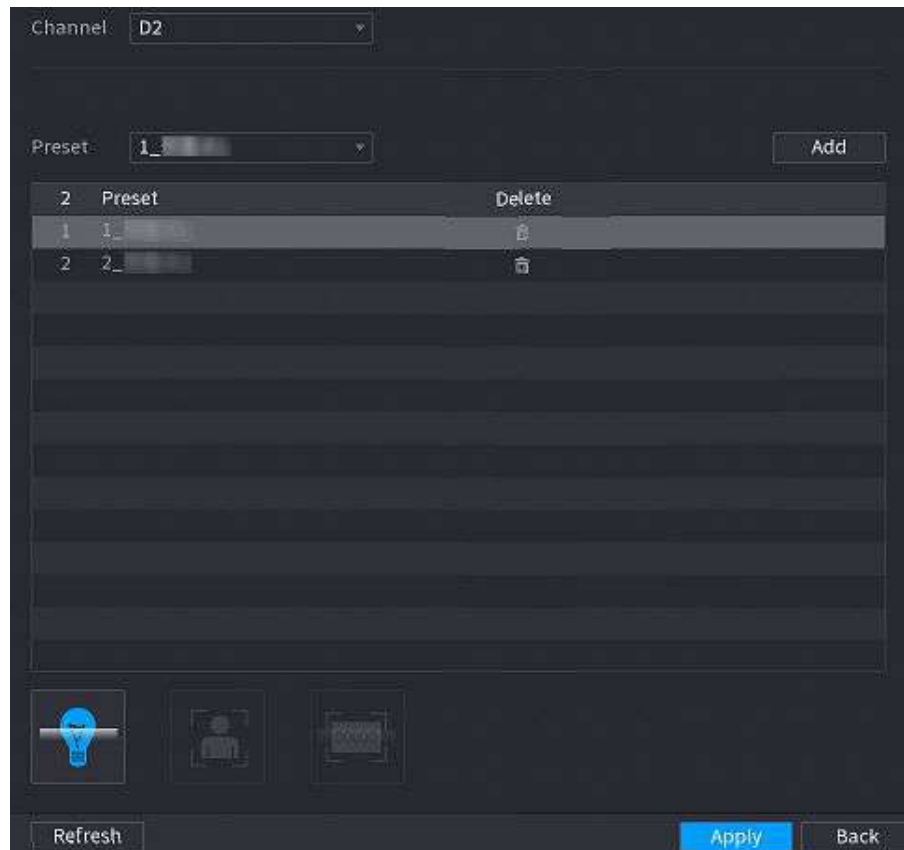 Channel D2
Preset 1_
Add
2 Preset Delete
1 1_
2 2_
Refresh Apply Back